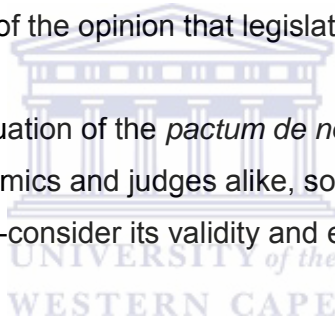 of the opinion that legislat
uation of the pactum de ne
mics and judges alike, so
-consider its validity and e
UNIVERSITY of the
WESTERN CAPE